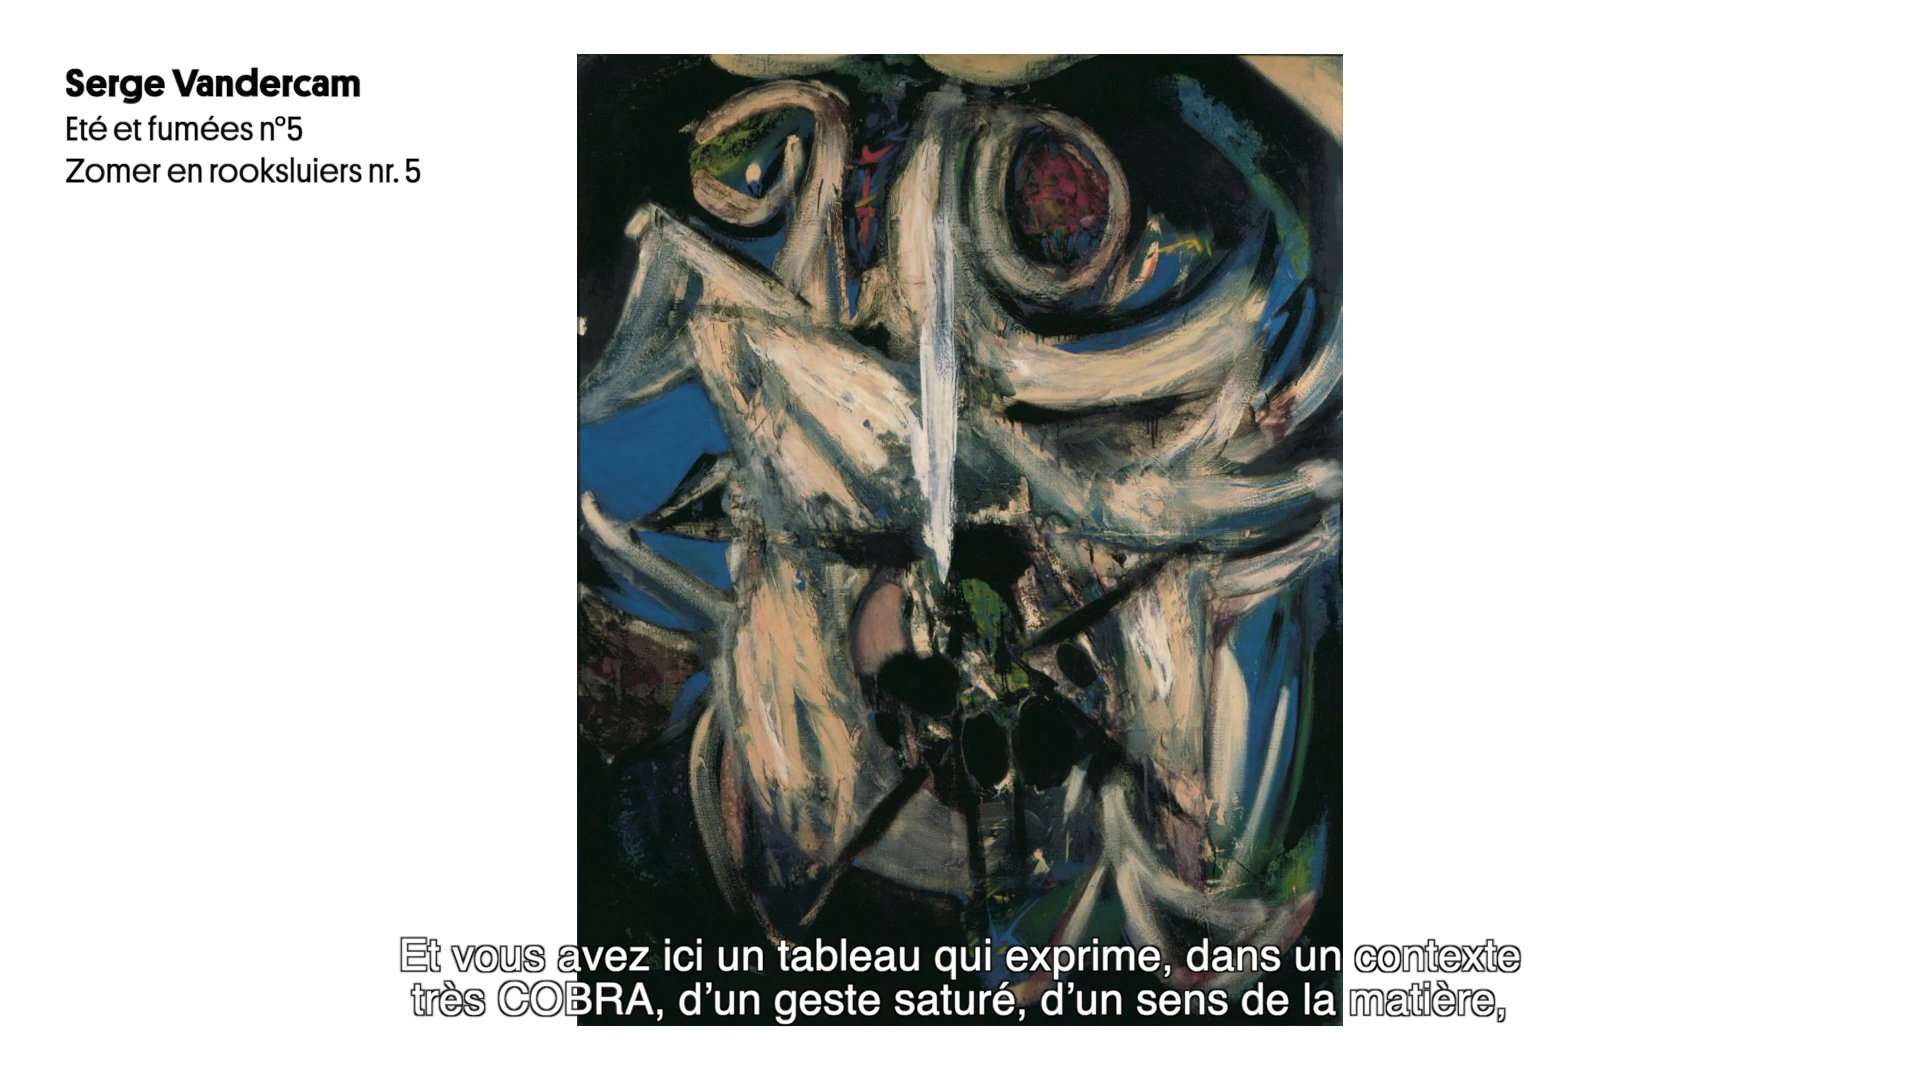 Serge Vandercam
Eté et fumées n°5
Zomer en rooksluiers nr. 5
Et vous avez ici un tableau qui exprime, dans un contexte
très COBRA, d’un geste saturé, d’un sens de la matière,